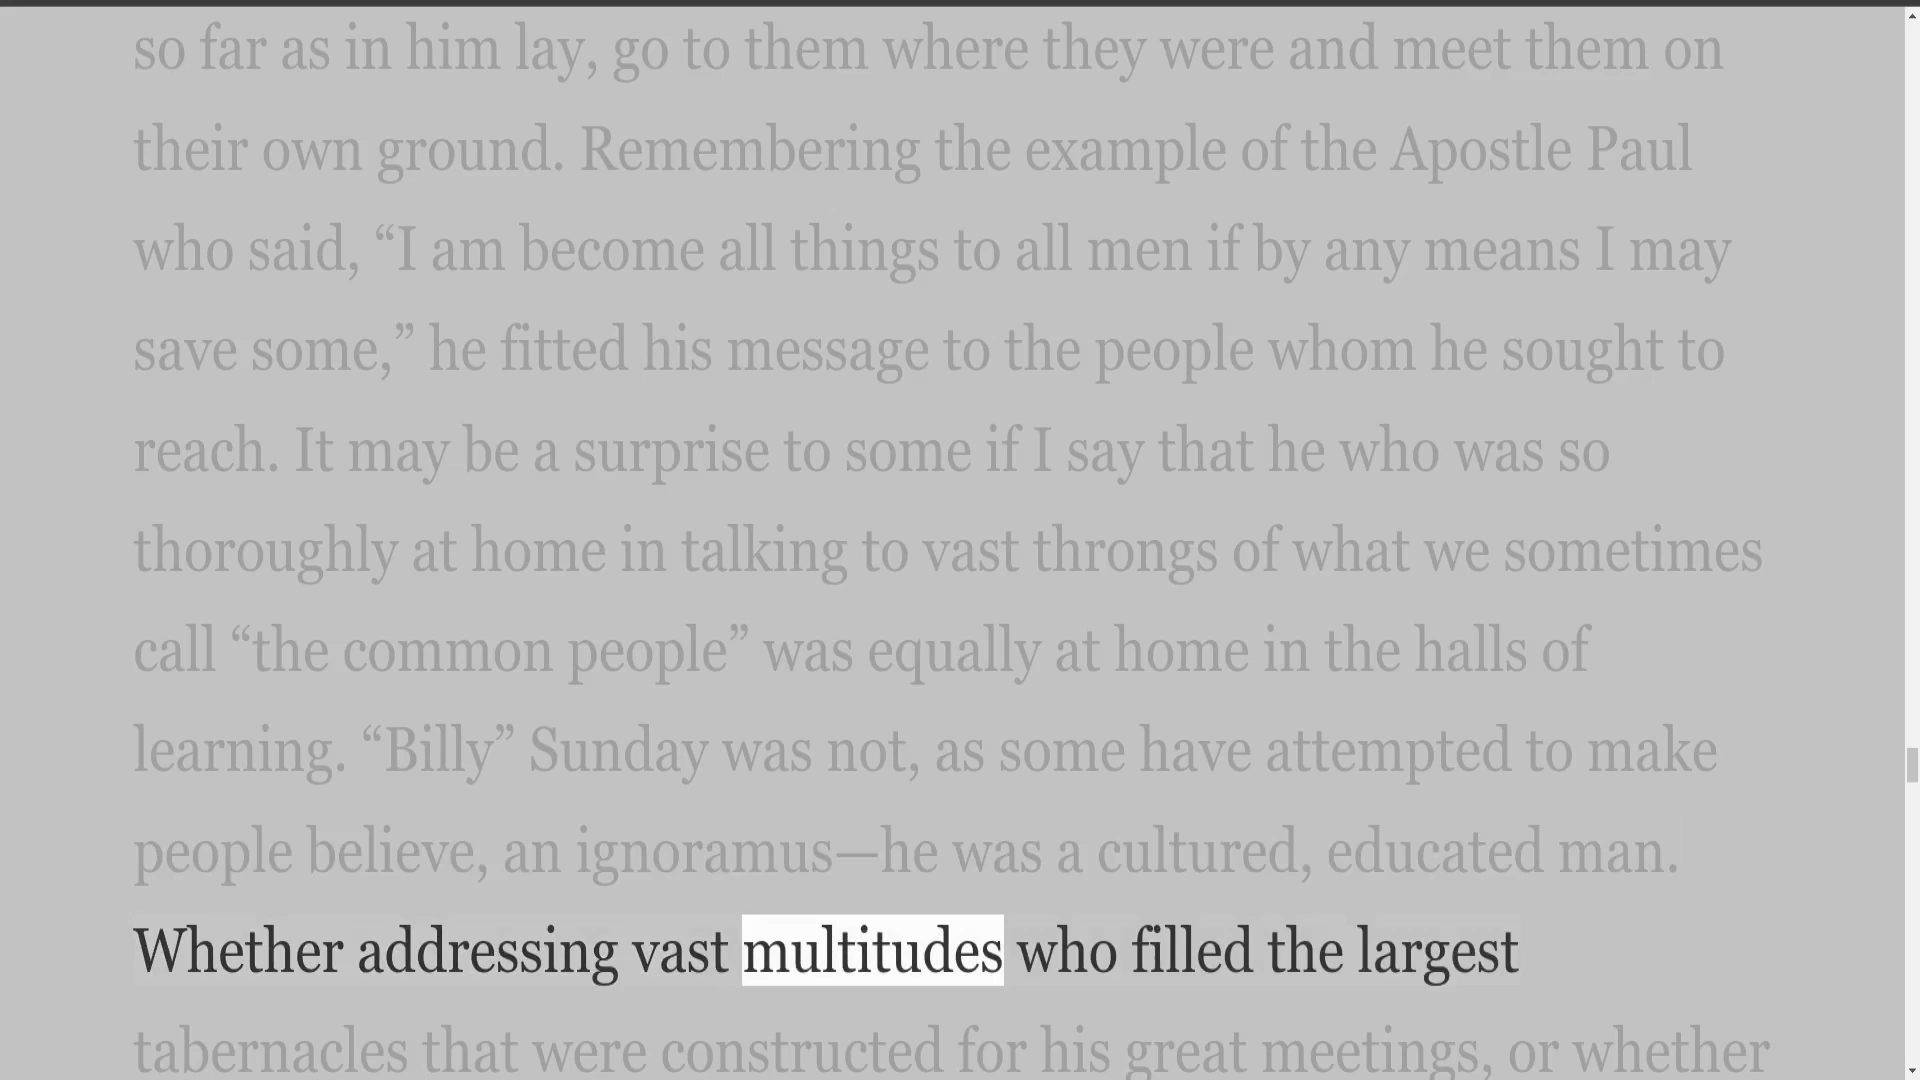 so far as in him lay, go to them where they were and meet them on
their own ground. Remembering the example of the Apostle Paul
who said, “I am become all things to all men if by any means I may
save some,” he fitted his message to the people whom he sought to
reach. It may be a surprise to some if I say that he who was so
thoroughly at home in talking to vast throngs of what we sometimes
call “the common people” was equally at home in the halls of
learning. “Billy” Sunday was not, as some have attempted to make
people believe, an ignoramus—he was a cultured, educated man.
Whether addressing vast multitudes who filled the largest
tabernacles that were constructed for his great meetings, or whether